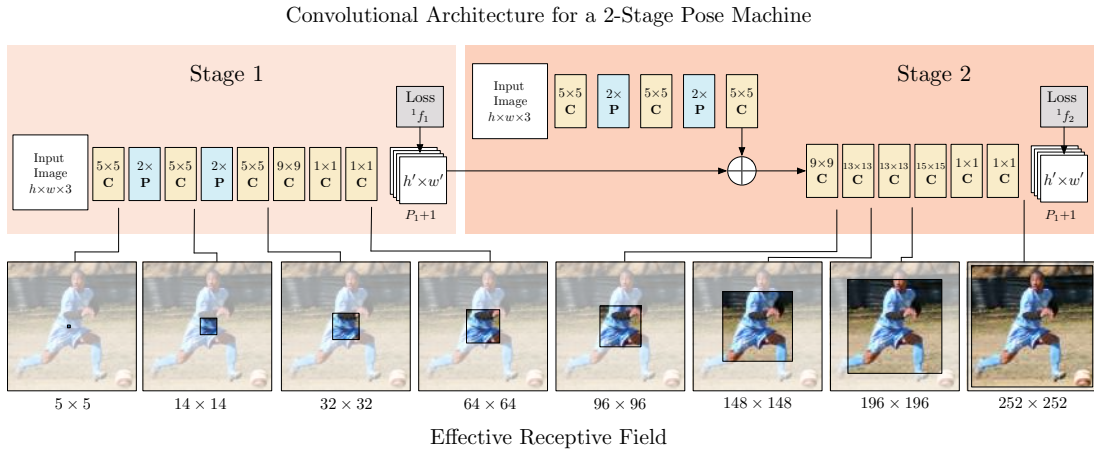 Convolutional Architecture for a 2-Stage Pose Machine
Stage 1
Input
Image
h×w×3
5×5
C
2×
P
5×5
C
2×
P
5×5
C
9×9
C
1×1
C
1×1
C
Loss
¹f₁
h′×w′
P₁+1
Stage 2
Input
Image
h×w×3
5×5
C
2×
P
5×5
C
2×
P
5×5
C
9×9
C
13×13
C
13×13
C
15×15
C
1×1
C
1×1
C
Loss
¹f₂
h′×w′
P₁+1
5 × 5
14 × 14
32 × 32
64 × 64
96 × 96
148 × 148
196 × 196
252 × 252
Effective Receptive Field